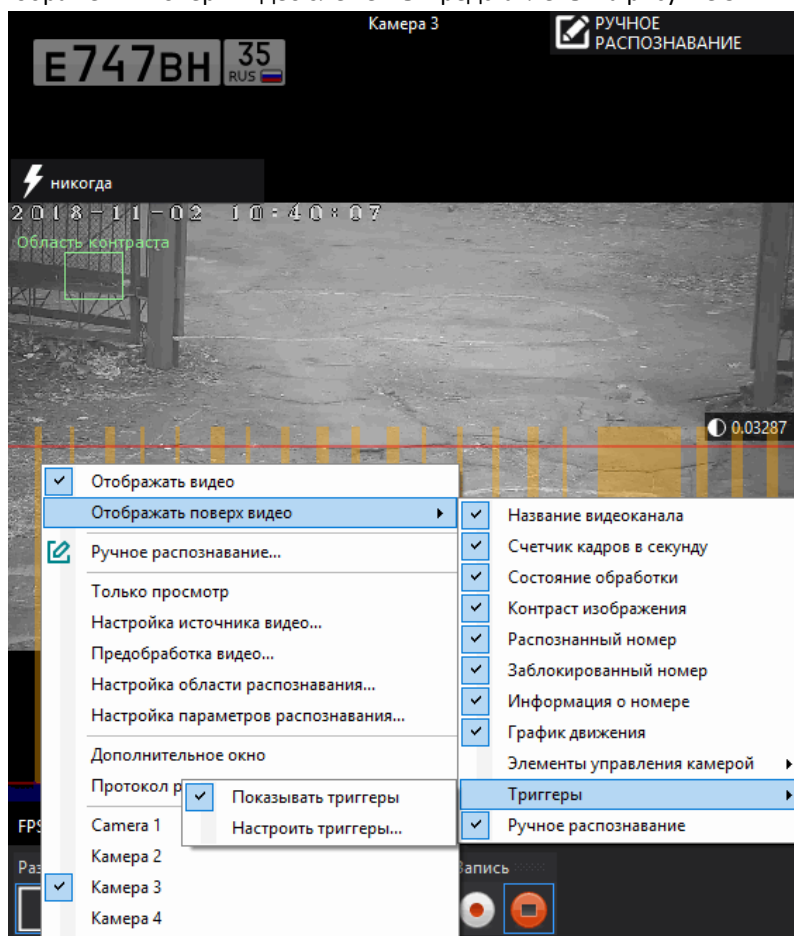 Камера 3
РУЧНОЕ
РАСПОЗНАВАНИЕ
Е747ВН 35
RUS
никогда
2018-11-02 10:40:07
Область контраста
0.03287
Отображать видео
Отображать поверх видео
Ручное распознавание...
Только просмотр
Настройка источника видео...
Предобработка видео...
Настройка области распознавания...
Настройка параметров распознавания...
Дополнительное окно
Протокол
Camera 1
Камера 2
Камера 3
Камера 4
Название видеоканала
Счетчик кадров в секунду
Состояние обработки
Контраст изображения
Распознанный номер
Заблокированный номер
Информация о номере
График движения
Элементы управления камерой
Триггеры
Ручное распознавание
Показывать триггеры
Настроить триггеры...
FPS
Раз
Запись